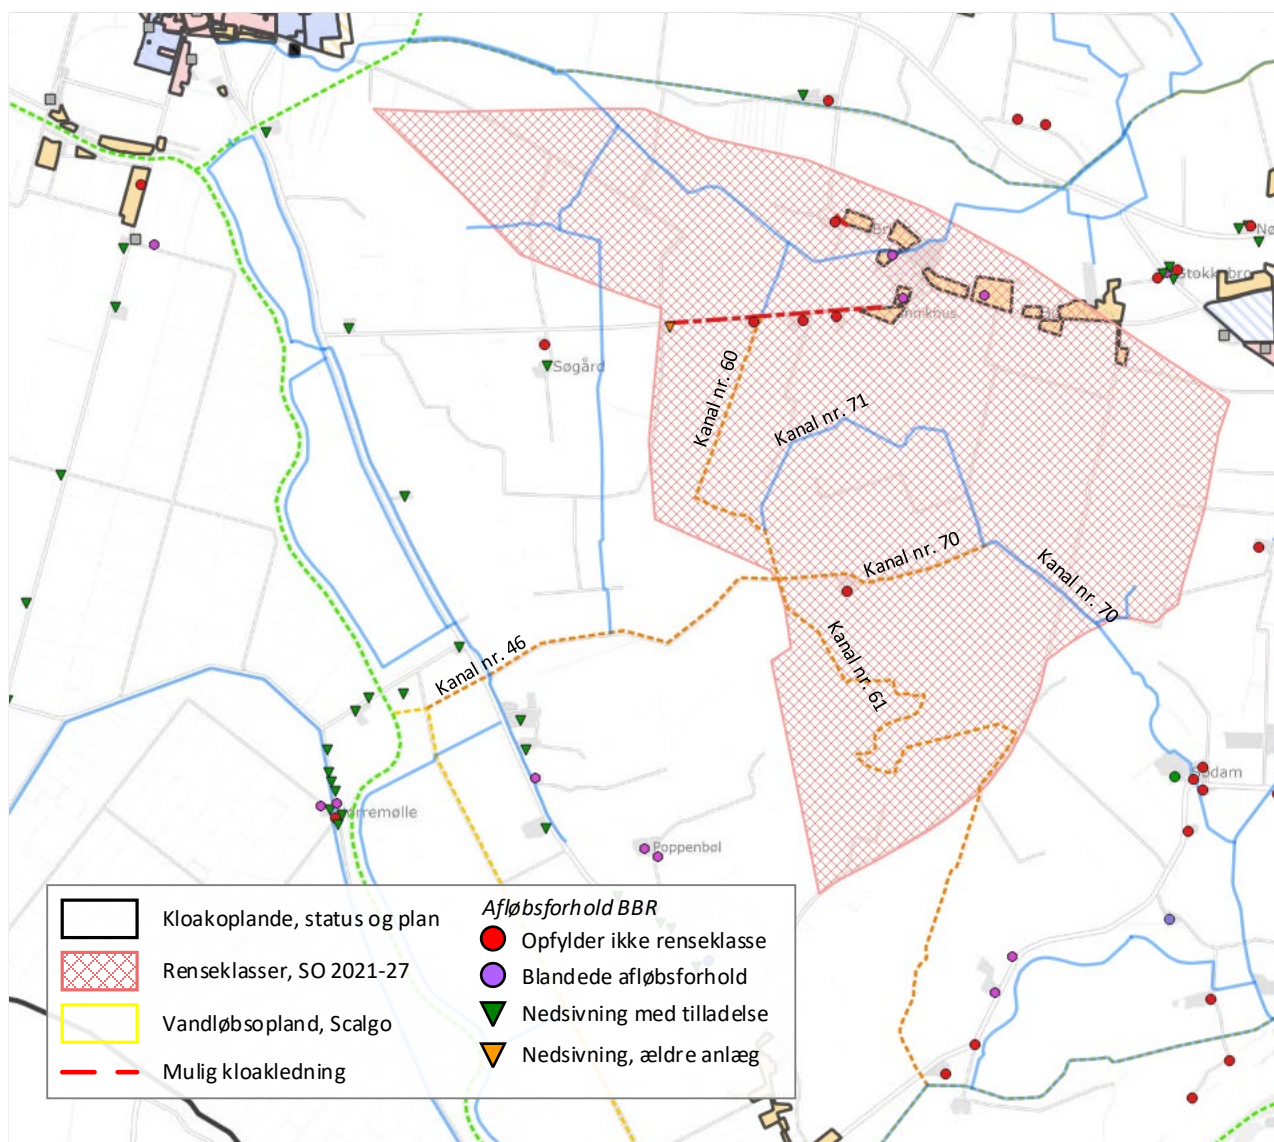 Stokkebro
Søgård
Kanal nr. 60
Kanal nr. 71
Kanal nr. 70
Kanal nr. 70
Kanal nr. 61
Kanal nr. 46
Poppenbøl
Kloakoplande, status og plan
Renseklasser, SO 2021-27
Vandløbsopland, Scalgo
Mulig kloakledning
Afløbsforhold BBR
Opfylder ikke renseklasse
Blandede afløbsforhold
Nedsivning med tilladelse
Nedsivning, ældre anlæg